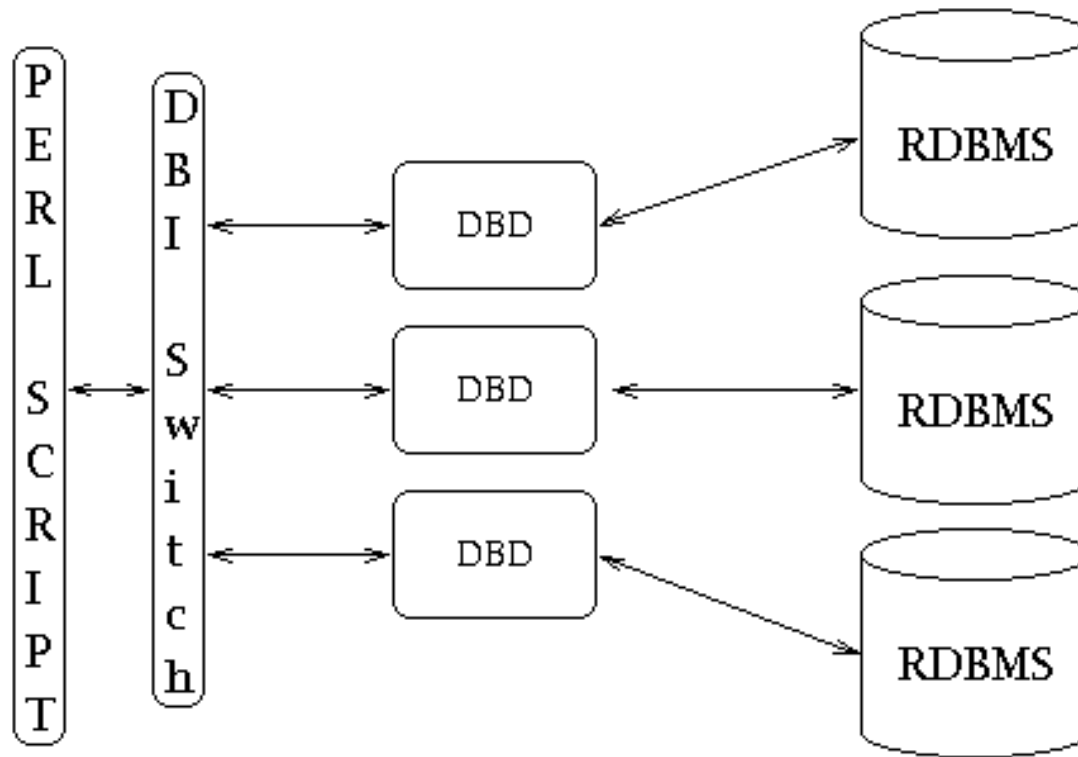 PERL SCRIPT
DBI Switch
DBD
DBD
DBD
RDBMS
RDBMS
RDBMS